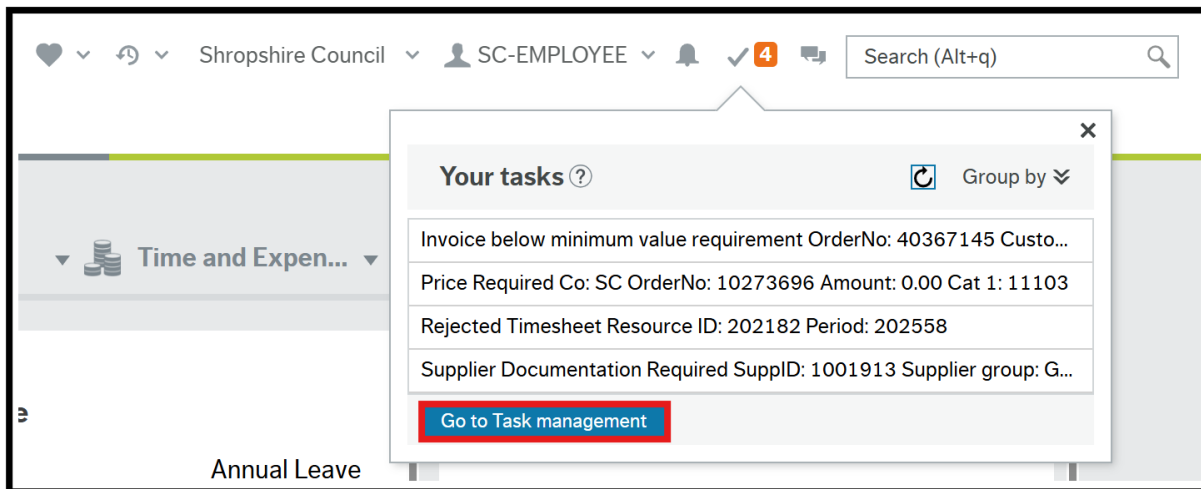 Shropshire Council SC-EMPLOYEE 4 Search (Alt+q)
Your tasks ? Group by
Time and Expen...
Invoice below minimum value requirement OrderNo: 40367145 Custo...
Price Required Co: SC OrderNo: 10273696 Amount: 0.00 Cat 1: 11103
Rejected Timesheet Resource ID: 202182 Period: 202558
Supplier Documentation Required SuppID: 1001913 Supplier group: G...
e
Go to Task management
Annual Leave